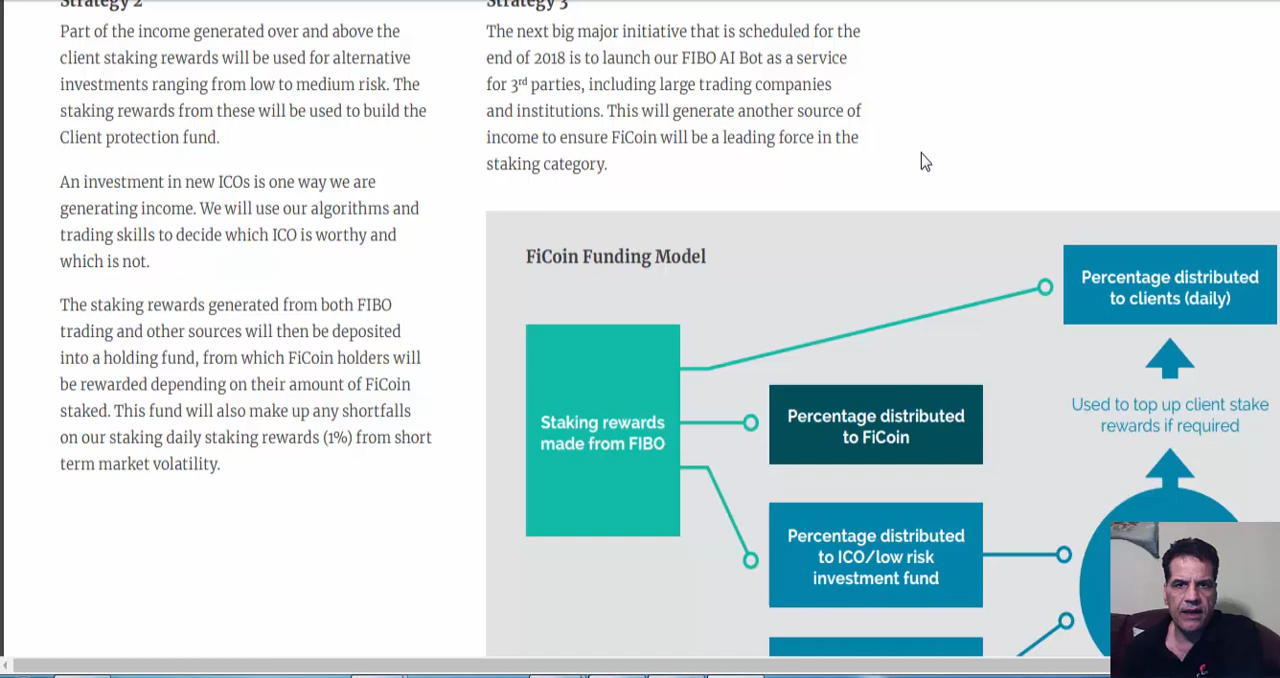 Strategy 2
Part of the income generated over and above the
client staking rewards will be used for alternative
investments ranging from low to medium risk. The
staking rewards from these will be used to build the
Client protection fund.
An investment in new ICOs is one way we are
generating income. We will use our algorithms and
trading skills to decide which ICO is worthy and
which is not.
The staking rewards generated from both FIBO
trading and other sources will then be deposited
into a holding fund, from which FiCoin holders will
be rewarded depending on their amount of FiCoin
staked. This fund will also make up any shortfalls
on our staking daily staking rewards (1%) from short
term market volatility.
Strategy 3
The next big major initiative that is scheduled for the
end of 2018 is to launch our FIBO AI Bot as a service
for 3rd parties, including large trading companies
and institutions. This will generate another source of
income to ensure FiCoin will be a leading force in the
staking category.
FiCoin Funding Model
Staking rewards
made from FIBO
Percentage distributed
to clients (daily)
Percentage distributed
to FiCoin
Used to top up client stake
rewards if required
Percentage distributed
to ICO/low risk
investment fund